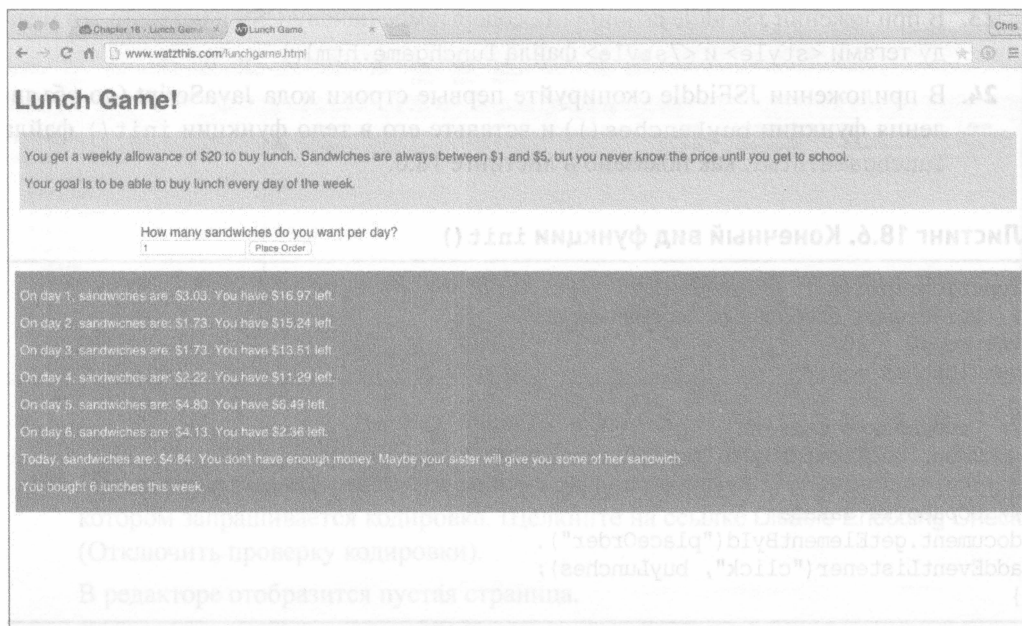 Chapter 16 - Lunch Game
Lunch Game
Chris
www.watzthis.com/lunchgame.html
Lunch Game!
You get a weekly allowance of $20 to buy lunch. Sandwiches are always between $1 and $5, but you never know the price until you get to school.
Your goal is to be able to buy lunch every day of the week.
How many sandwiches do you want per day?
1
Place Order
On day 1, sandwiches are: $3.03. You have $16.97 left.
On day 2, sandwiches are: $1.73. You have $15.24 left.
On day 3, sandwiches are: $1.73. You have $13.51 left.
On day 4, sandwiches are: $2.22. You have $11.29 left.
On day 5, sandwiches are: $4.80. You have $6.49 left.
On day 6, sandwiches are: $4.13. You have $2.36 left.
Today, sandwiches are: $4.84. You don't have enough money. Maybe your sister will give you some of her sandwich.
You bought 6 lunches this week.
(Отключить проверку кодировки).
В редакторе отобразится пустая страница.
24. В приложении JSFiddle скопируйте первые строки кода JavaScript
Листинг 18.6. Конечный вид функции init()
document.getElementById("placeOrder").
addEventListener("click", buyLunches);
}